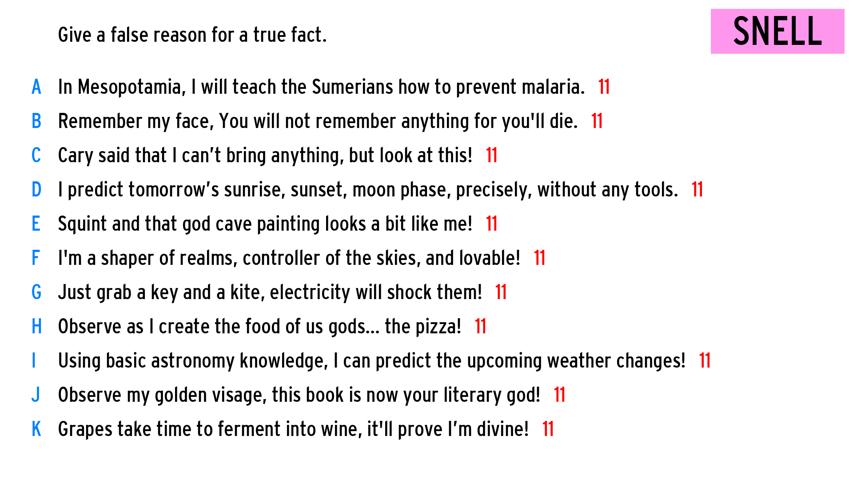 Give a false reason for a true fact.
SNELL
A In Mesopotamia, I will teach the Sumerians how to prevent malaria. 11
B Remember my face, You will not remember anything for you'll die. 11
C Cary said that I can’t bring anything, but look at this! 11
D I predict tomorrow’s sunrise, sunset, moon phase, precisely, without any tools. 11
E Squint and that god cave painting looks a bit like me! 11
F I'm a shaper of realms, controller of the skies, and lovable! 11
G Just grab a key and a kite, electricity will shock them! 11
H Observe as I create the food of us gods... the pizza! 11
I Using basic astronomy knowledge, I can predict the upcoming weather changes! 11
J Observe my golden visage, this book is now your literary god! 11
K Grapes take time to ferment into wine, it'll prove I’m divine! 11